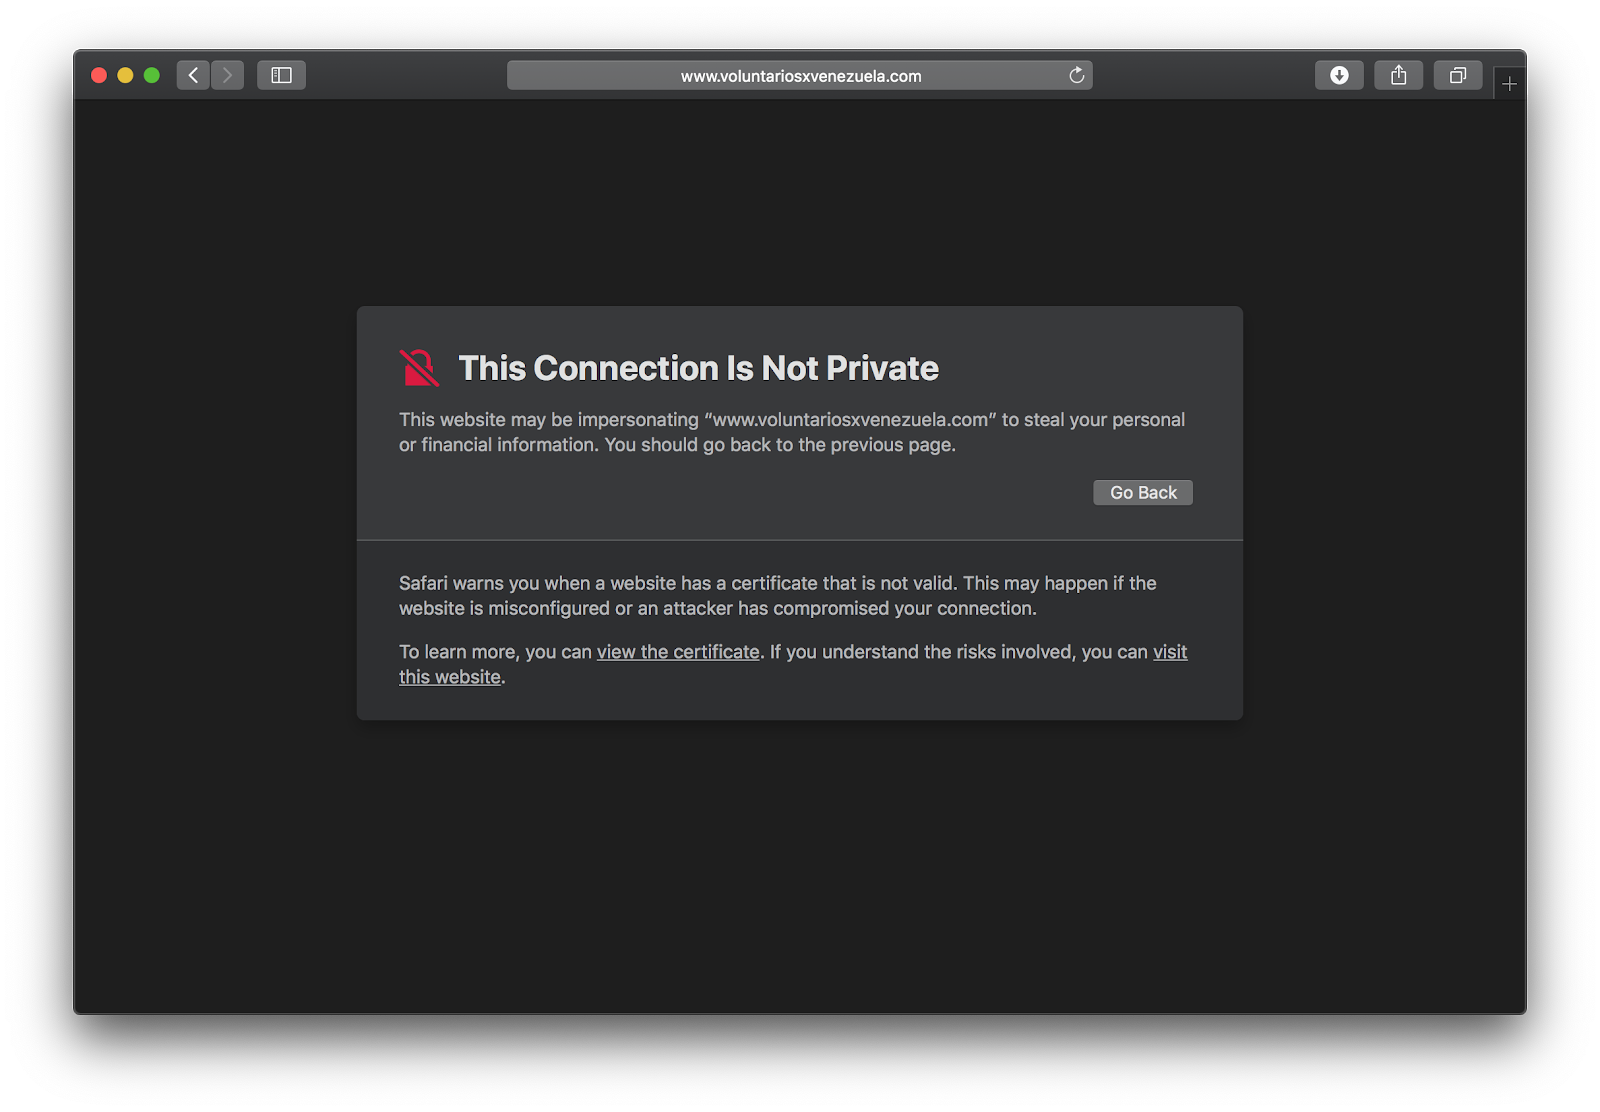 www.voluntariosxvenezuela.com
This Connection Is Not Private
This website may be impersonating “www.voluntariosxvenezuela.com” to steal your personal
or financial information. You should go back to the previous page.
Go Back
Safari warns you when a website has a certificate that is not valid. This may happen if the
website is misconfigured or an attacker has compromised your connection.
To learn more, you can view the certificate. If you understand the risks involved, you can visit
this website.